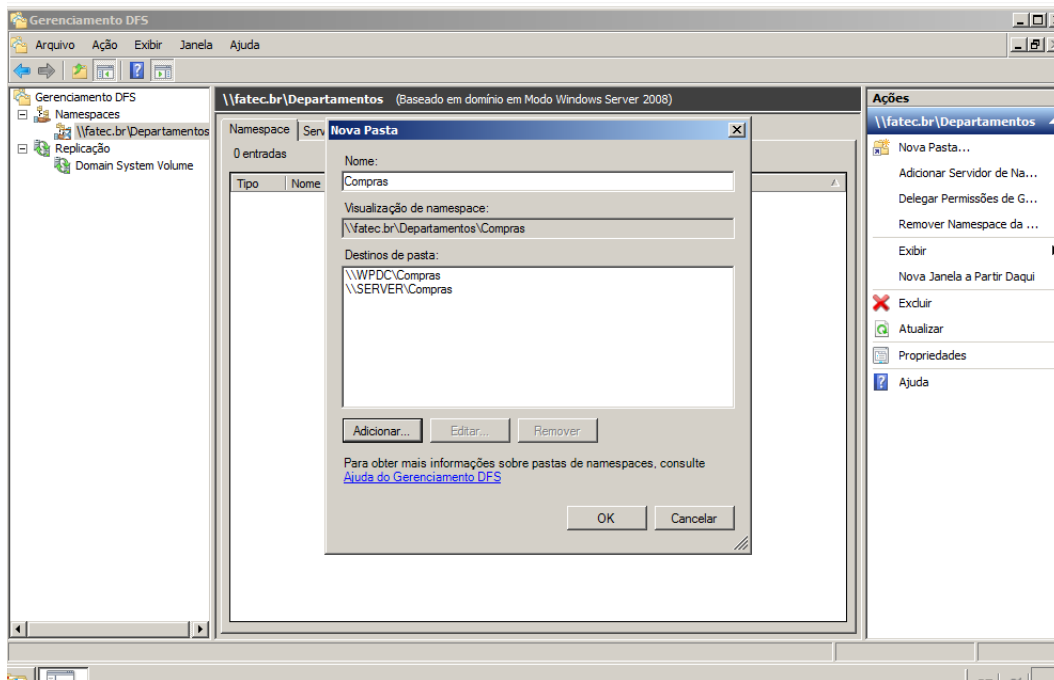 Gerenciamento DFS
Arquivo Ação Exibir Janela Ajuda
Gerenciamento DFS
Namespaces
\\fatec.br\Departamentos
Replicação
Domain System Volume
\\fatec.br\Departamentos (Baseado em domínio em Modo Windows Server 2008)
Namespace Serv
0 entradas
Tipo Nome
Nova Pasta
Nome:
Compras
Visualização de namespace:
\\fatec.br\Departamentos\Compras
Destinos de pasta:
\\WPDC\Compras
\\SERVER\Compras
Adicionar... Editar... Remover
Para obter mais informações sobre pastas de namespaces, consulte
Ajuda do Gerenciamento DFS
OK Cancelar
Ações
\\fatec.br\Departamentos
Nova Pasta...
Adicionar Servidor de Na...
Delegar Permissões de G...
Remover Namespace da ...
Exibir
Nova Janela a Partir Daqui
Excluir
Atualizar
Propriedades
Ajuda